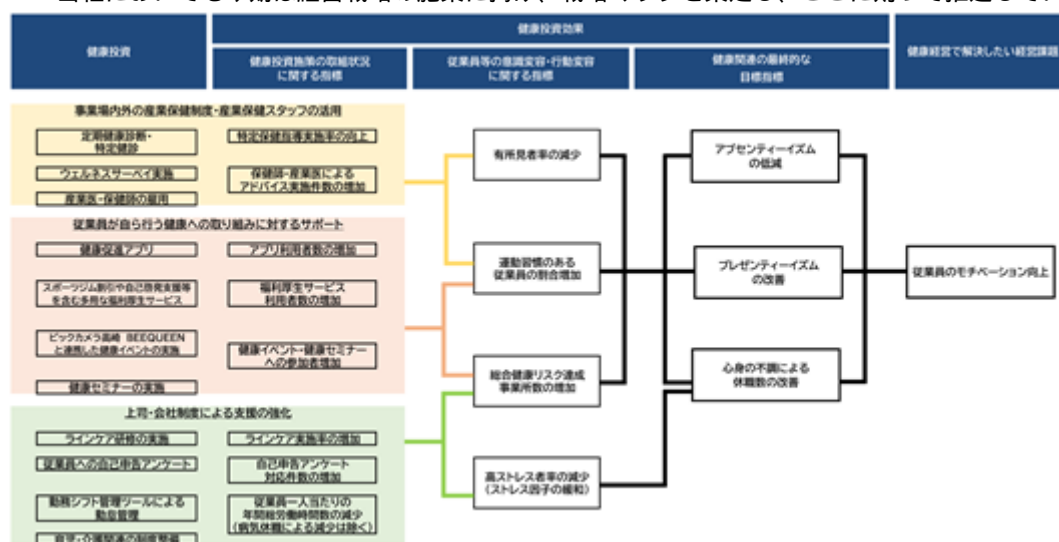 健康投資
健康投資効果
健康経営で解決したい経営課題
健康投資施策の取組状況
に関する指標
従業員等の意識変容・行動変容
に関する指標
健康関連の最終的な
目標指標
事業場内外の産業保健制度・産業保健スタッフの活用
定期健康診断・
特定健診
ウェルネスサーベイ実施
産業医・保健師の雇用
特定保健指導実施率の向上
保健師・産業医による
アドバイス実施件数の増加
従業員が自ら行う健康への取り組みに対するサポート
健康促進アプリ
スポーツジム割引や自己啓発支援等
を含む多用な福利厚生サービス
ビックカメラ高崎 BEEQUEEN
と連携した健康イベントの実施
健康セミナーの実施
アプリ利用者数の増加
福利厚生サービス
利用者数の増加
健康イベント・健康セミナー
への参加者増加
上司・会社制度による支援の強化
ラインケア研修の実施
従業員への自己申告アンケート
勤務シフト管理ツールによる
勤怠管理
育児・介護関連の制度整備
ラインケア実施率の増加
自己申告アンケート
対応件数の増加
従業員一人当たりの
年間総労働時間数の減少
(病気休職による減少は除く)
有所見者率の減少
運動習慣のある
従業員の割合増加
総合健康リスク達成
事業所数の増加
高ストレス者率の減少
(ストレス因子の緩和)
アブセンティーイズム
の低減
プレゼンティーイズム
の改善
心身の不調による
休職数の改善
従業員のモチベーション向上